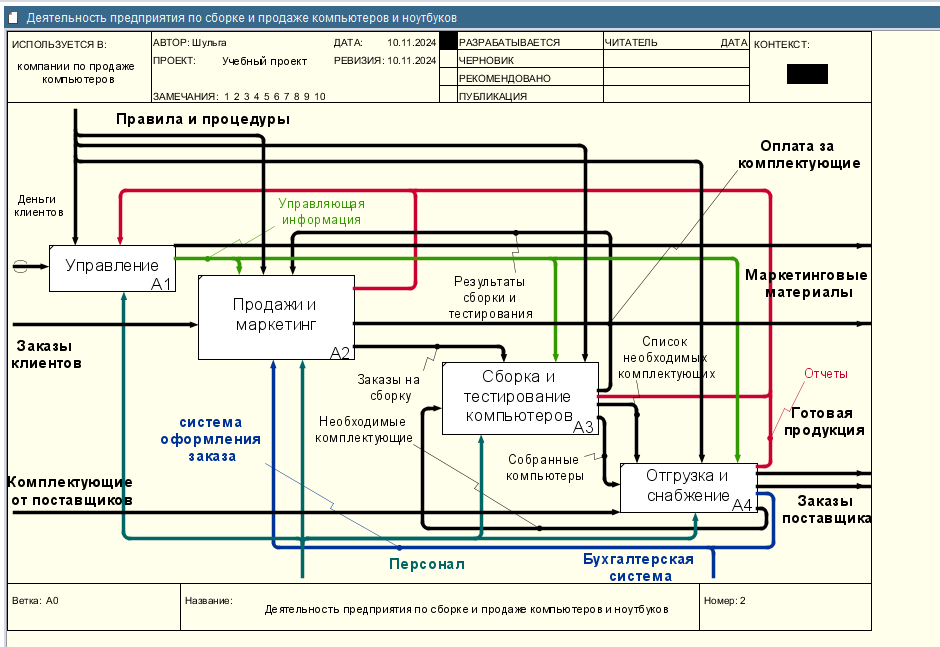 Деятельность предприятия по сборке и продаже компьютеров и ноутбуков
ИСПОЛЬЗУЕТСЯ В:
компании по продаже
компьютеров
АВТОР: Шульга
ДАТА: 10.11.2024
ПРОЕКТ: Учебный проект
РЕВИЗИЯ: 10.11.2024
ЗАМЕЧАНИЯ: 1 2 3 4 5 6 7 8 9 10
РАЗРАБАТЫВАЕТСЯ
ЧЕРНОВИК
РЕКОМЕНДОВАНО
ПУБЛИКАЦИЯ
ЧИТАТЕЛЬ
ДАТА
КОНТЕКСТ:
Правила и процедуры
Оплата за
комплектующие
Деньги
клиентов
Управляющая
информация
Управление
A1
Маркетинговые
материалы
Результаты
сборки и
тестирования
Продажи и
маркетинг
A2
Заказы
клиентов
Список
необходимых
комплектующих
Заказы на
сборку
Сборка и
тестирование
компьютеров
A3
Отчеты
Готовая
продукция
система
оформления
заказа
Необходимые
комплектующие
Собранные
компьютеры
Отгрузка и
снабжение
A4
Комплектующие
от поставщиков
Заказы
поставщика
Персонал
Бухгалтерская
система
Ветка: A0
Название:
Деятельность предприятия по сборке и продаже компьютеров и ноутбуков
Номер: 2